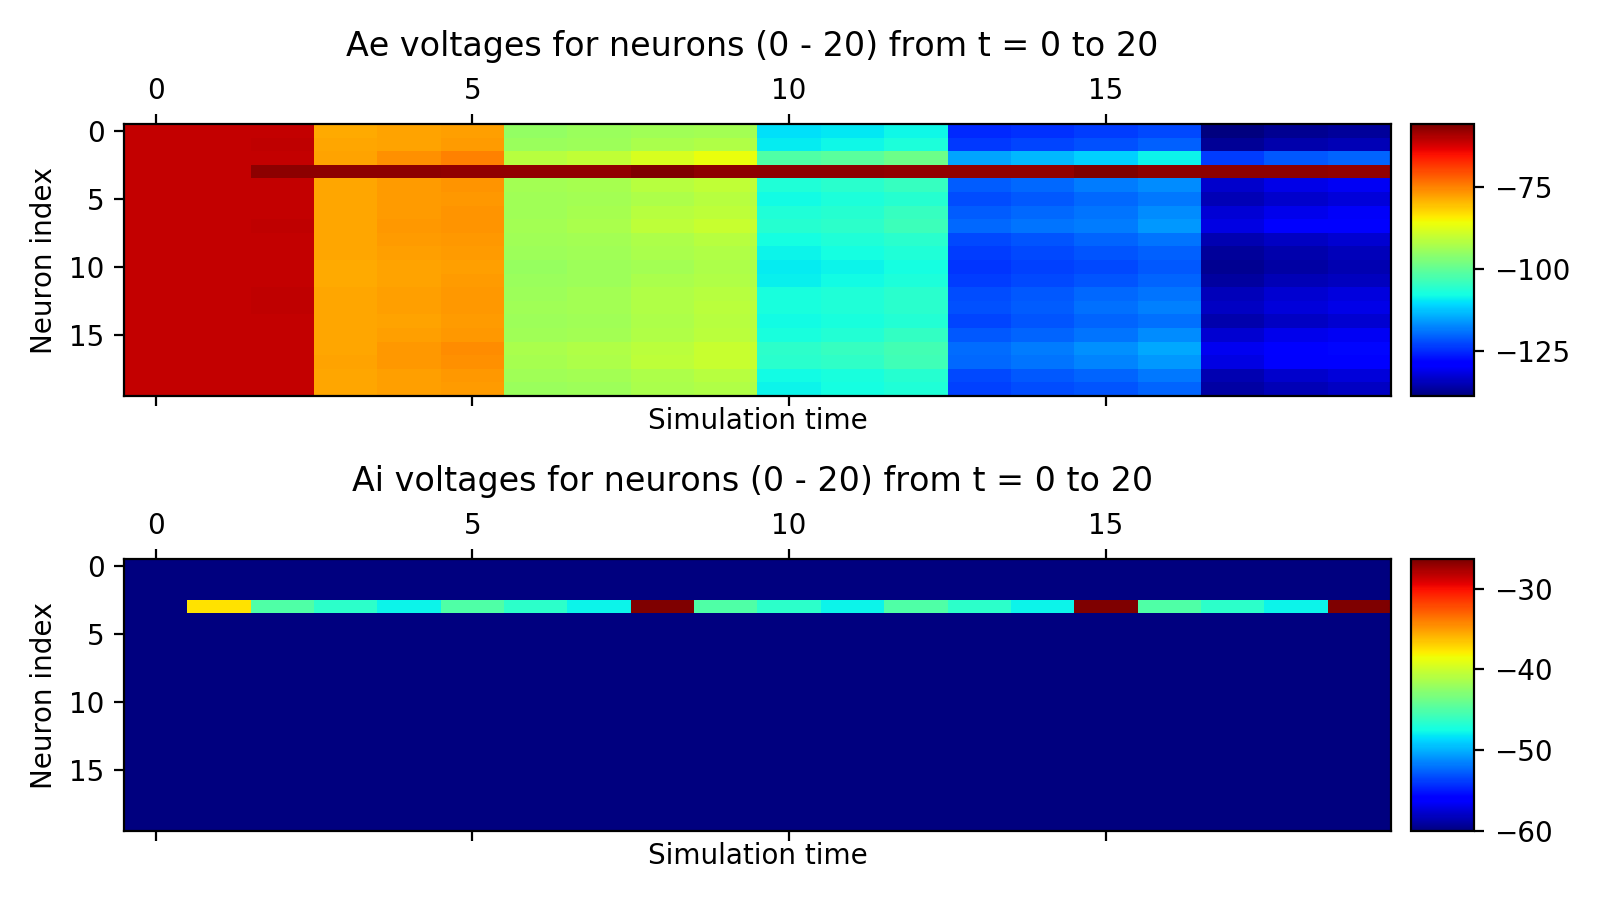 Ae voltages for neurons (0 - 20) from t = 0 to 20
0 5 10 15
0
5
10
15
Neuron index
Simulation time
−75
−100
−125
Ai voltages for neurons (0 - 20) from t = 0 to 20
0 5 10 15
0
5
10
15
Neuron index
Simulation time
−30
−40
−50
−60